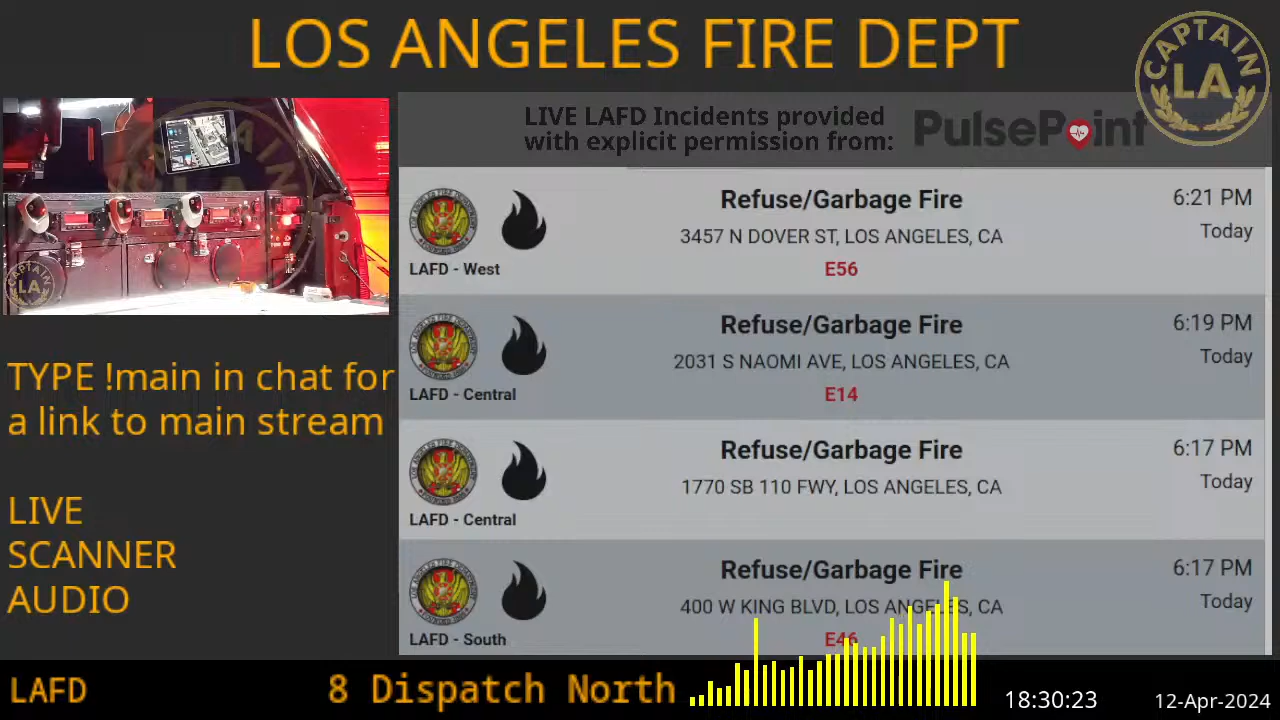 LOS ANGELES FIRE DEPT
CAPTAIN
LA
LIVE LAFD Incidents provided
with explicit permission from:
PulsePoint
Refuse/Garbage Fire
6:21 PM
3457 N DOVER ST, LOS ANGELES, CA
Today
LAFD - West
E56
Refuse/Garbage Fire
6:19 PM
2031 S NAOMI AVE, LOS ANGELES, CA
Today
LAFD - Central
E14
Refuse/Garbage Fire
6:17 PM
1770 SB 110 FWY, LOS ANGELES, CA
Today
LAFD - Central
Refuse/Garbage Fire
6:17 PM
400 W KING BLVD, LOS ANGELES, CA
Today
LAFD - South
E46
CAPTAIN
LA
TYPE !main in chat for
a link to main stream
LIVE
SCANNER
AUDIO
LAFD
8 Dispatch North
18:30:23
12-Apr-2024